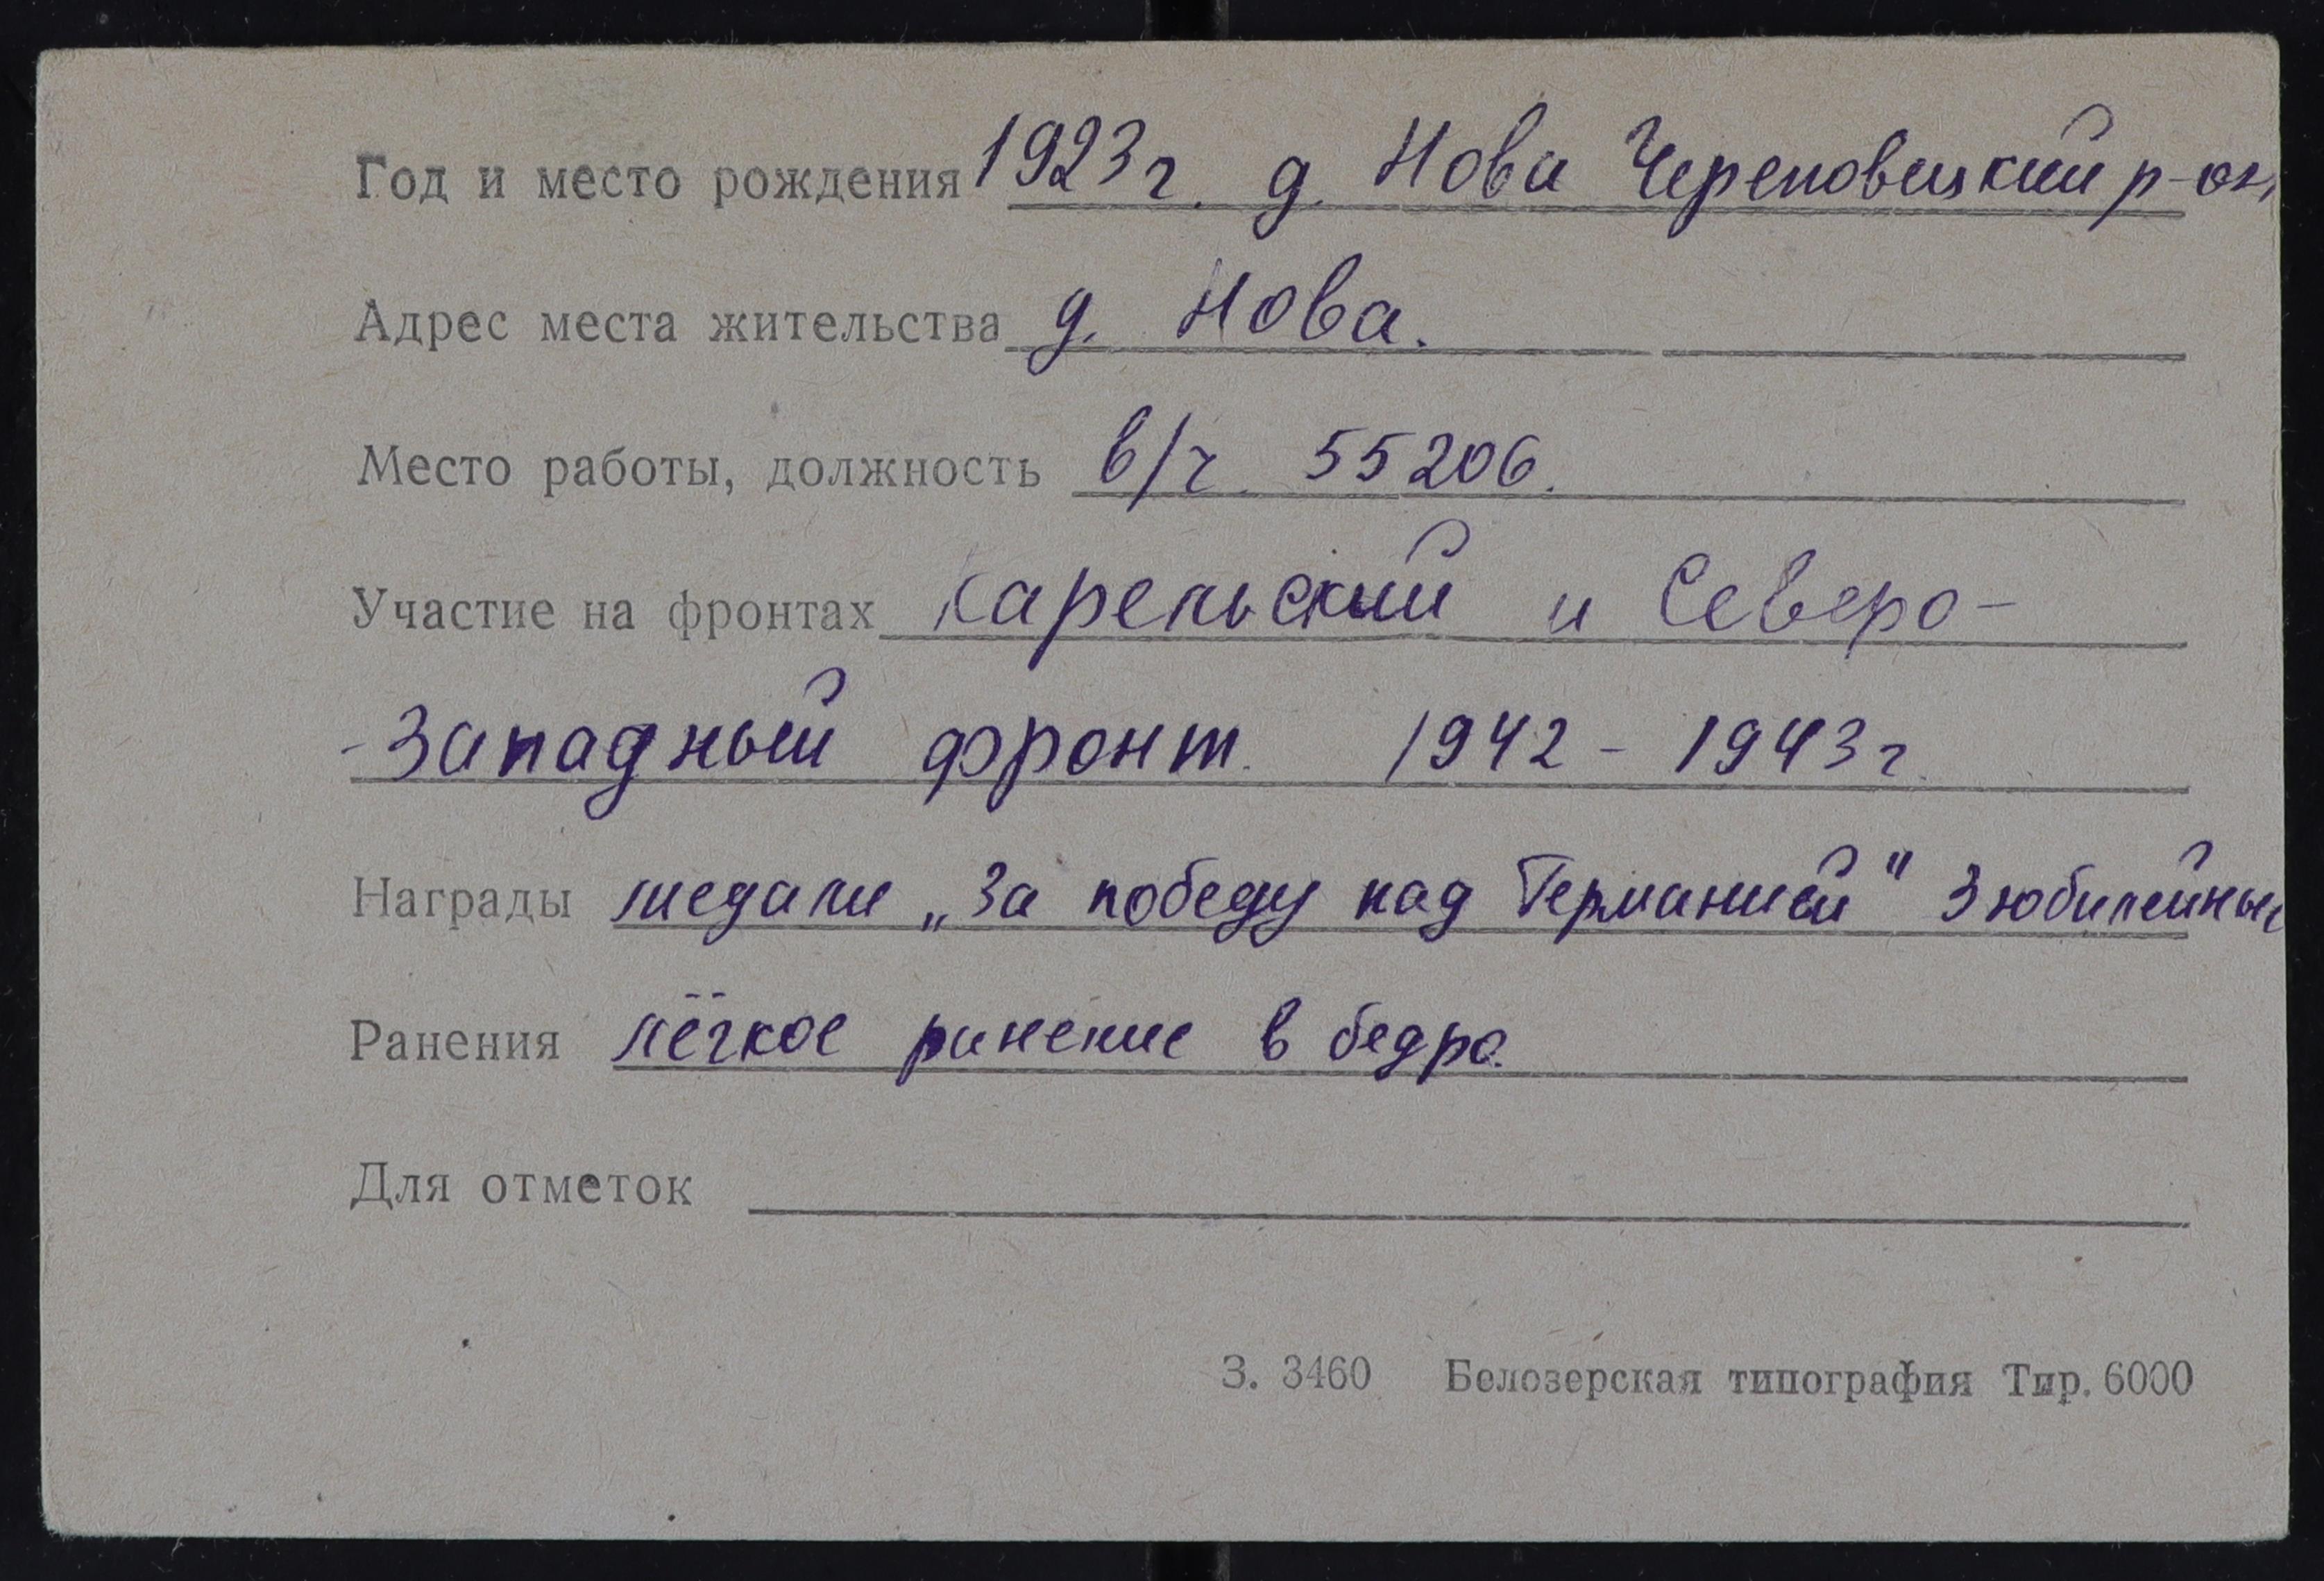 Год и место рождения 1923 г. д. Нова Череповецкий р-он,
Адрес места жительства д. Нова.
Место работы, должность в/ч 55206.
Участие на фронтах Карельский и Северо-
-Западный фронт. 1942 - 1943 г.
Награды медали „За победу над Германией" 3 юбилейные
Ранения лёгкое ранение в бедро.
Для отметок
З. 3460 Белозерская типография Тир. 6000